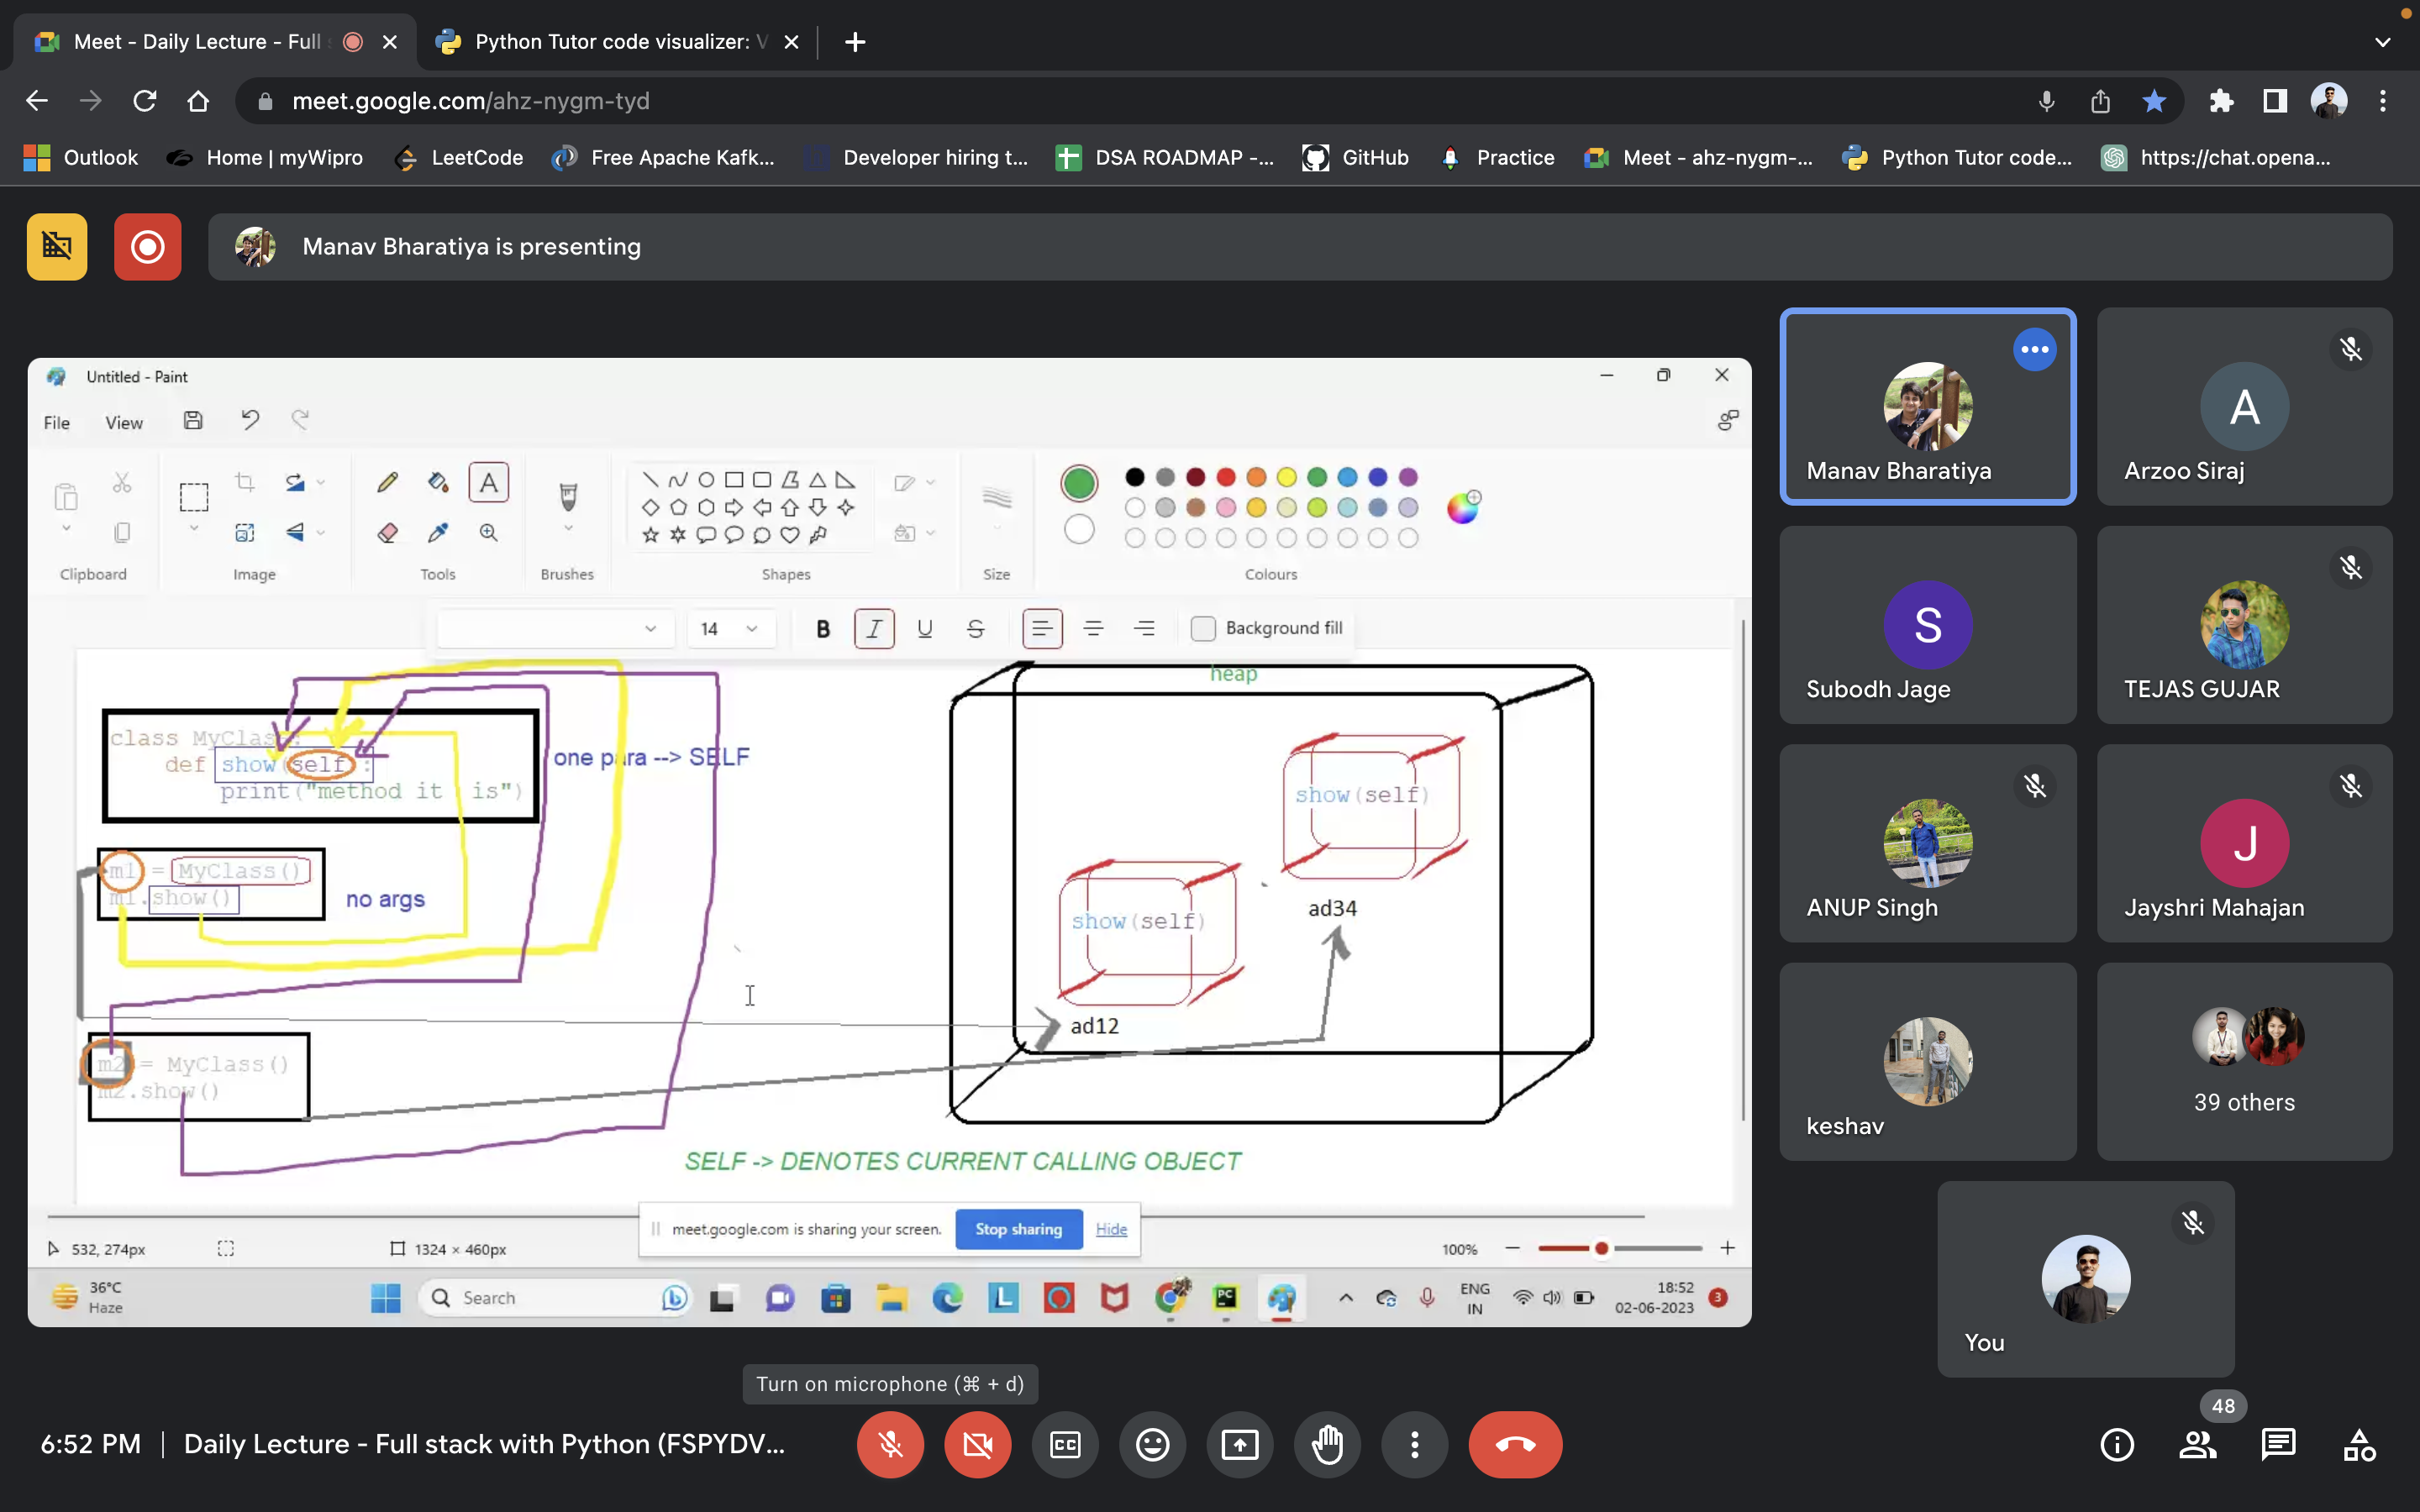 Meet - Daily Lecture - Full
Python Tutor code visualizer: V
meet.google.com/ahz-nygm-tyd
Outlook
Home | myWipro
LeetCode
Free Apache Kafk...
Developer hiring t...
DSA ROADMAP -...
GitHub
Practice
Meet - ahz-nygm-...
Python Tutor code...
https://chat.opena...
Manav Bharatiya is presenting
Untitled - Paint
File
View
Clipboard
Image
Tools
Brushes
Shapes
Size
Colours
14
B
I
U
S
Background fill
class MyClass:
def show(self):
print("method it is")
one para --> SELF
m1 = MyClass()
m1.show()
no args
m2 = MyClass()
m2.show()
heap
show(self)
ad34
show(self)
ad12
SELF -> DENOTES CURRENT CALLING OBJECT
meet.google.com is sharing your screen.
Stop sharing
Hide
532, 274px
1324 × 460px
100%
36°C
Haze
Search
ENG
IN
18:52
02-06-2023
3
Manav Bharatiya
A
Arzoo Siraj
S
Subodh Jage
TEJAS GUJAR
ANUP Singh
J
Jayshri Mahajan
keshav
39 others
You
Turn on microphone (⌘ + d)
6:52 PM
Daily Lecture - Full stack with Python (FSPYDV...
48